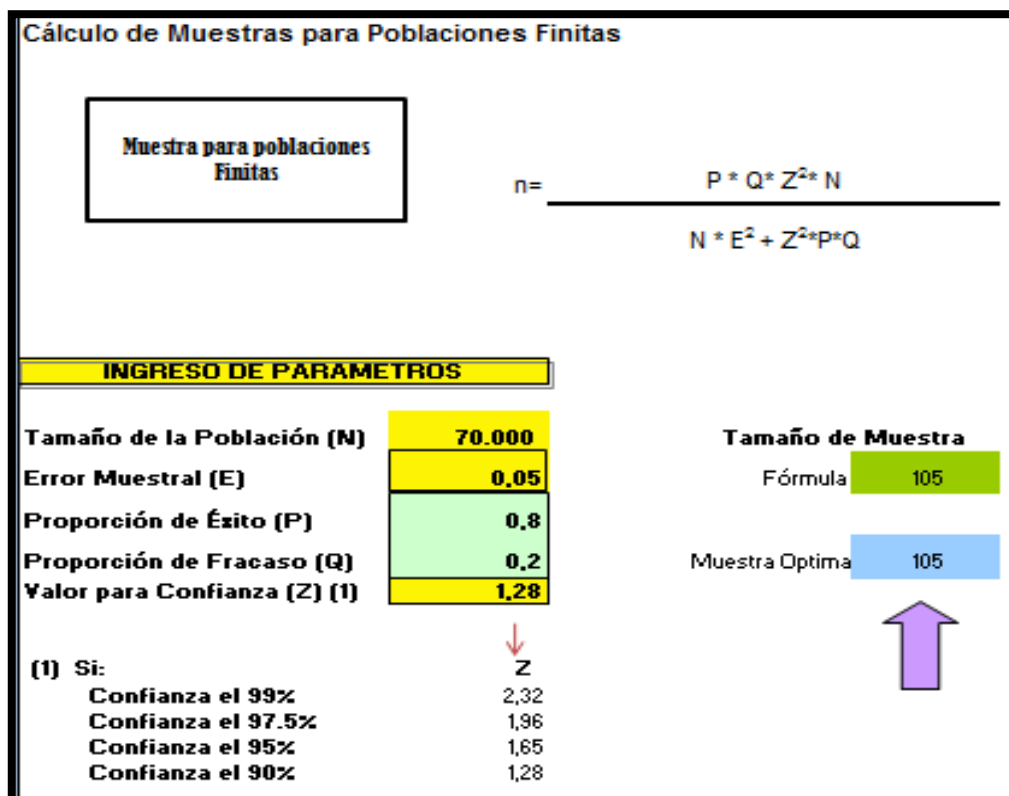 Cálculo de Muestras para Poblaciones Finitas
Muestra para poblaciones
Finitas
n=
P * Q* Z²* N
N * E² + Z²*P*Q
INGRESO DE PARAMETROS
Tamaño de la Población (N) 70.000
Tamaño de Muestra
Error Muestral (E) 0,05
Fórmula 105
Proporción de Éxito (P) 0,8
Proporción de Fracaso (Q) 0,2
Muestra Optima 105
Valor para Confianza (Z) (1) 1,28
(1) Si: Z
Confianza el 99% 2,32
Confianza el 97.5% 1,96
Confianza el 95% 1,65
Confianza el 90% 1,28